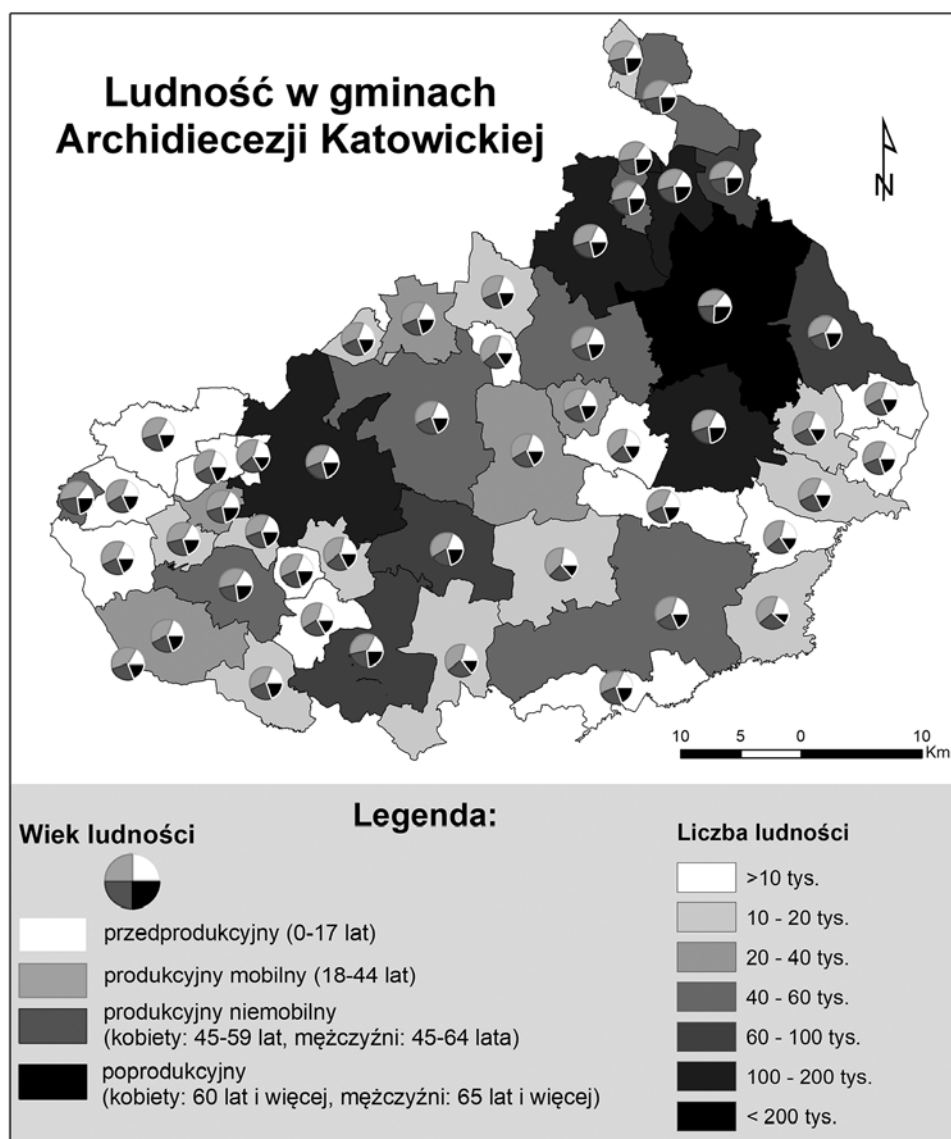 Ludność w gminach
Archidiecezji Katowickiej
N
10 5 0 10
Km
Legenda:
Wiek ludności
przedprodukcyjny (0-17 lat)
produkcyjny mobilny (18-44 lat)
produkcyjny niemobilny
(kobiety: 45-59 lat, mężczyźni: 45-64 lata)
poprodukcyjny
(kobiety: 60 lat i więcej, mężczyźni: 65 lat i więcej)
Liczba ludności
>10 tys.
10 - 20 tys.
20 - 40 tys.
40 - 60 tys.
60 - 100 tys.
100 - 200 tys.
< 200 tys.